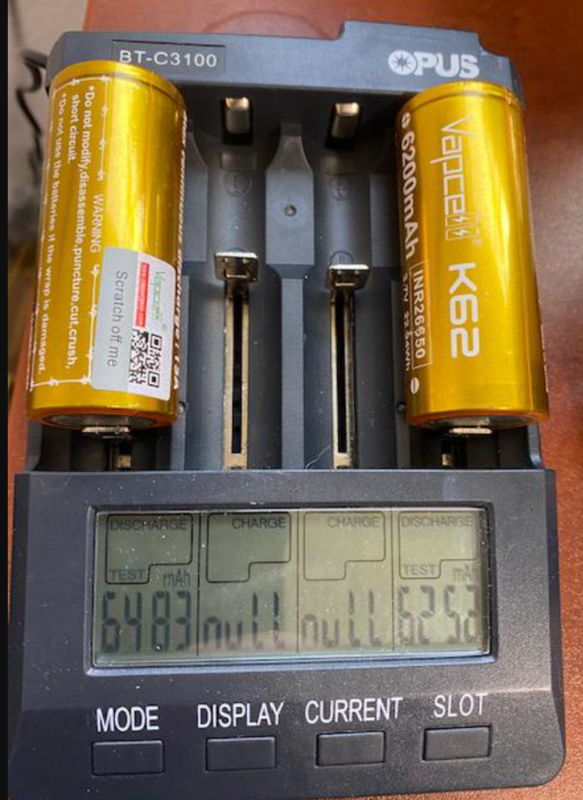 BT-C3100
OPUS
*Do not modify,disassemble,puncture,cut,crush,
short circuit.
*Do not use the batteries if the wrap is damaged.
WARNING
Vapcell
Scratch off me
Vapcell
K62
6200mAh
INR26650
3.7V
DISCHARGE
CHARGE
CHARGE
DISCHARGE
TEST
mAh
TEST
mAh
6483
null
null
6252
MODE
DISPLAY
CURRENT
SLOT